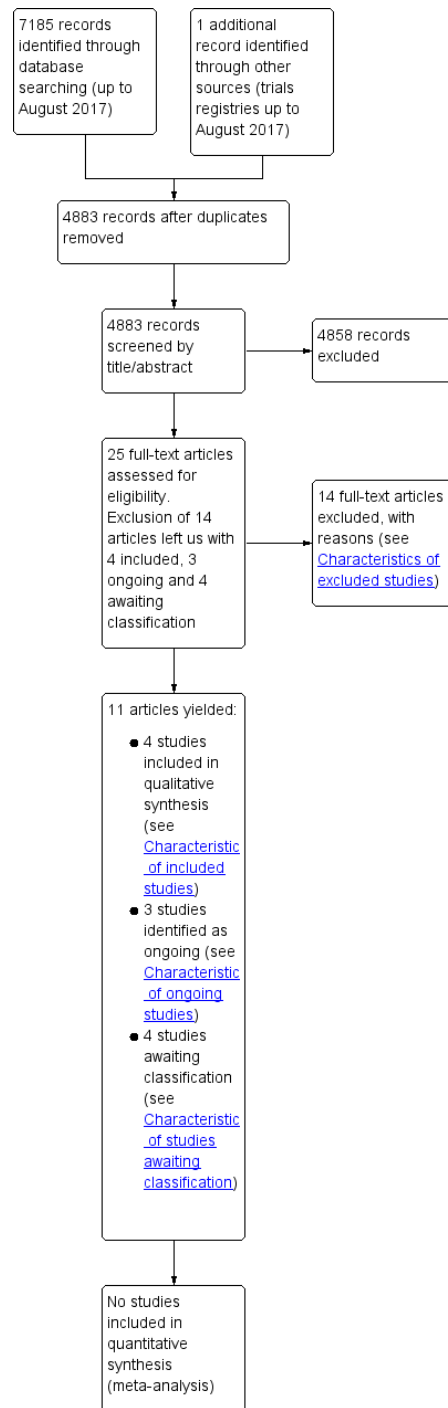 7185 records
identified through
database
searching (up to
August 2017)
1 additional
record identified
through other
sources (trials
registries up to
August 2017)
4883 records after duplicates
removed
4883 records
screened by
title/abstract
4858 records
excluded
25 full-text articles
assessed for
eligibility.
Exclusion of 14
articles left us with
4 included, 3
ongoing and 4
awaiting
classification
14 full-text articles
excluded, with
reasons (see
Characteristics of
excluded studies)
11 articles yielded:
● 4 studies
included in
qualitative
synthesis
(see
Characteristic
of included
studies)
● 3 studies
identified as
ongoing (see
Characteristic
of ongoing
studies)
● 4 studies
awaiting
classification
(see
Characteristic
of studies
awaiting
classification)
No studies
included in
quantitative
synthesis
(meta-analysis)